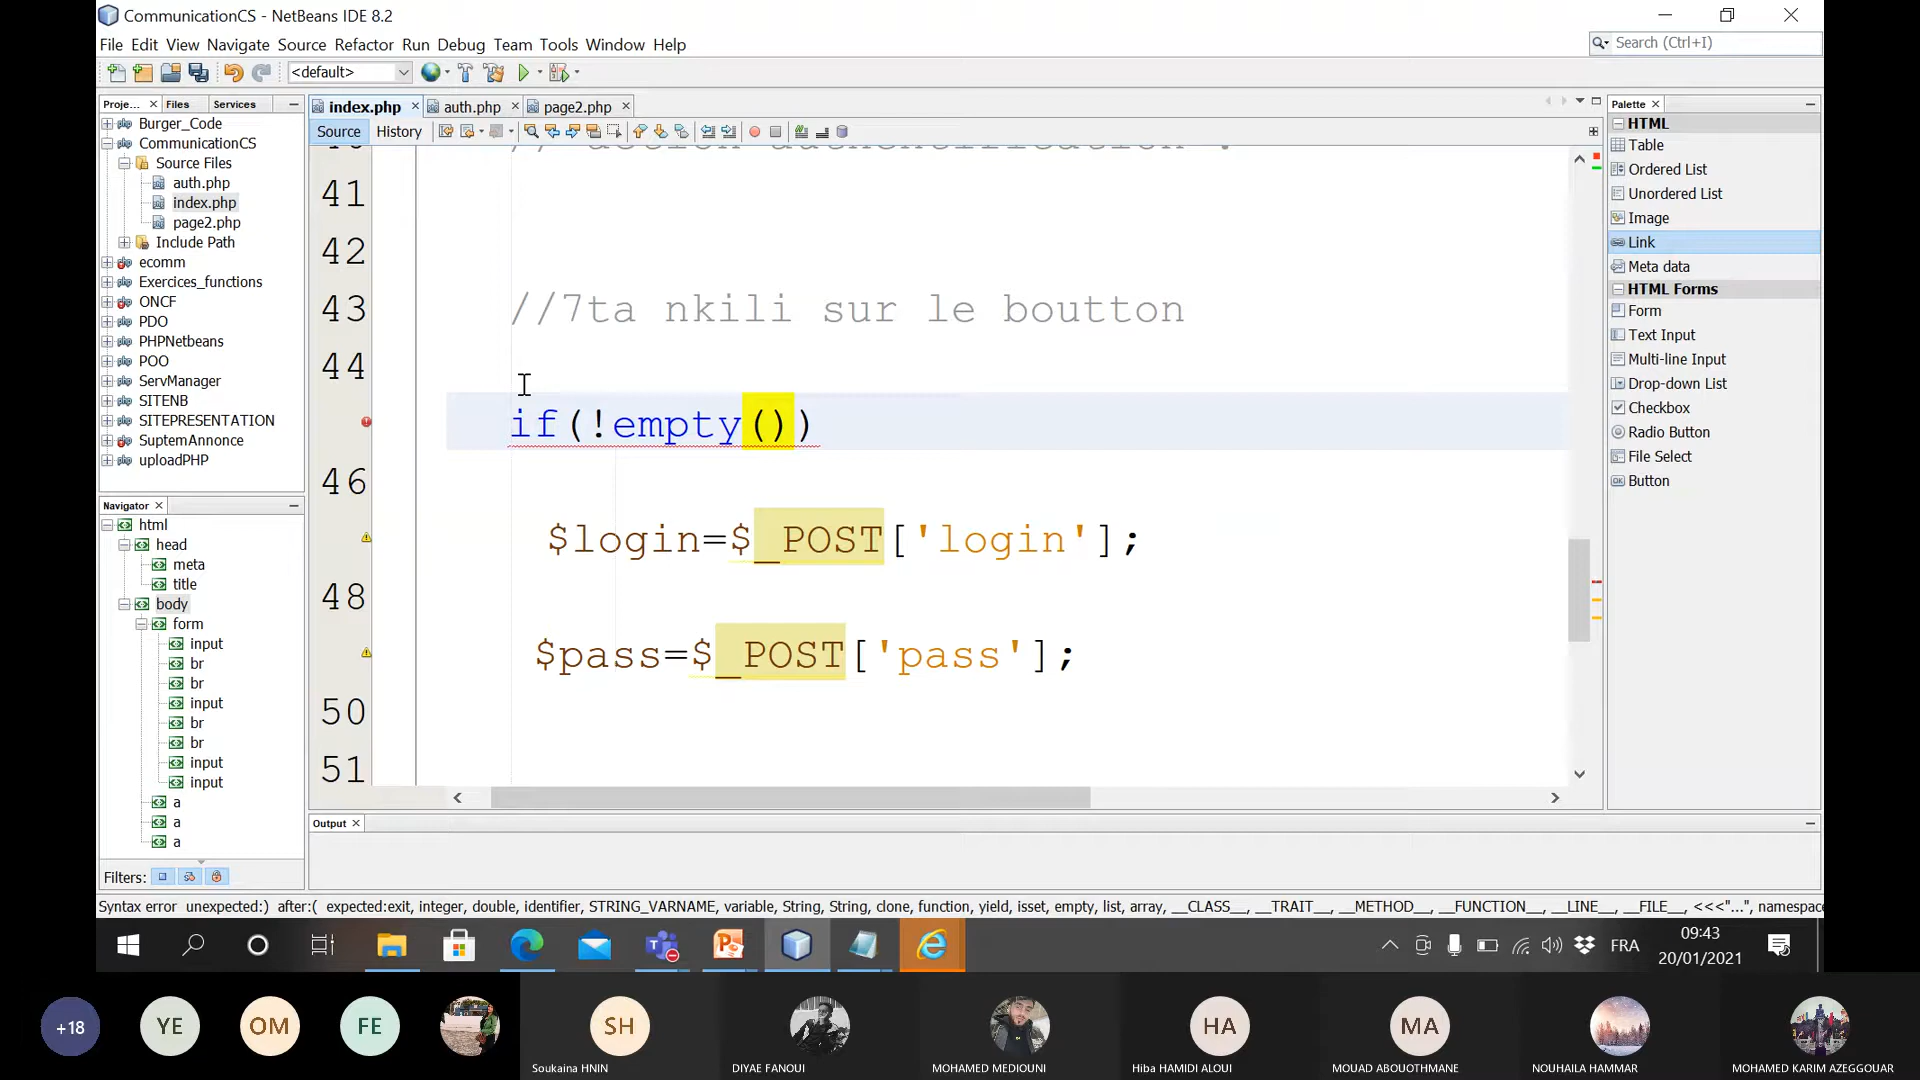 CommunicationCS - NetBeans IDE 8.2
File Edit View Navigate Source Refactor Run Debug Team Tools Window Help
Search (Ctrl+I)
<default>
Proje... Files Services
index.php auth.php page2.php
Palette
Source History
Burger_Code
CommunicationCS
Source Files
auth.php
index.php
page2.php
Include Path
ecomm
Exercices_functions
ONCF
PDO
PHPNetbeans
POO
ServManager
SITENB
SITEPRESENTATION
SuptemAnnonce
uploadPHP
Navigator
html
head
meta
title
body
form
input
br
br
input
br
br
input
input
a
a
a
Filters:
41
42
43 //7ta nkili sur le boutton
44
if(!empty())
46
$login=$_POST['login'];
48
$pass=$_POST['pass'];
50
51
Output
HTML
Table
Ordered List
Unordered List
Image
Link
Meta data
HTML Forms
Form
Text Input
Multi-line Input
Drop-down List
Checkbox
Radio Button
File Select
Button
Syntax error unexpected:) after:( expected:exit, integer, double, identifier, STRING_VARNAME, variable, String, String, clone, function, yield, isset, empty, list, array, __CLASS__, __TRAIT__, __METHOD__, __FUNCTION__, __LINE__, __FILE__, <<<"...", namespace
FRA
09:43
20/01/2021
+18 YE OM FE SH HA MA
Soukaina HNIN DIYAE FANOUI MOHAMED MEDIOUNI Hiba HAMIDI ALOUI MOUAD ABOUOTHMANE NOUHAILA HAMMAR MOHAMED KARIM AZEGGOUAR